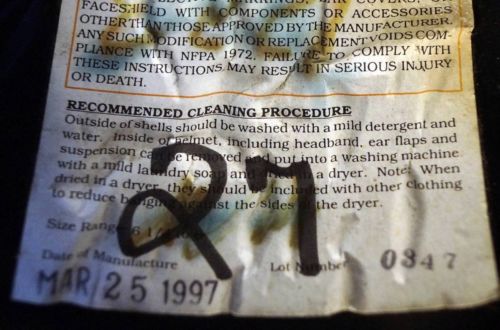 FACESHIELD WITH COMPONENTS OR ACCESSORIES
OTHER THAN THOSE APPROVED BY THE MANUFACTURER.
ANY SUCH MODIFICATION OR REPLACEMENT VOIDS COM-
PLIANCE WITH NFPA 1972. FAILURE TO COMPLY WITH
THESE INSTRUCTIONS MAY RESULT IN SERIOUS INJURY
OR DEATH.
RECOMMENDED CLEANING PROCEDURE
Outside of shells should be washed with a mild detergent and
water. Inside of helmet, including headband, ear flaps and
suspension can be removed and put into a washing machine
with a mild laundry soap and dried in a dryer. Note: When
dried in a dryer, they should be included with other clothing
to reduce banging against the sides of the dryer.
Size Range 6 1/4
Date of Manufacture Lot Number 0347
MAR 25 1997